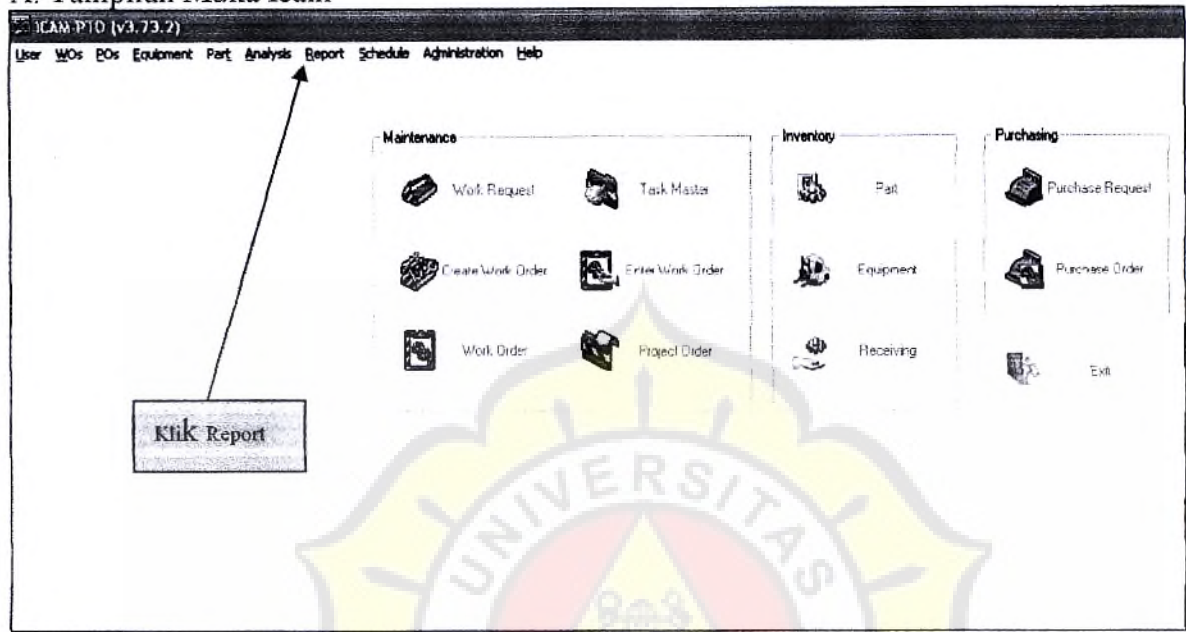 ICAM-PTD (v3.73.2)
User WOs POs Equipment Part Analysis Report Schedule Administration Help
Maintenance
Work Request
Task Master
Create Work Order
Enter Work Order
Work Order
Project Order
Inventory
Part
Equipment
Receiving
Purchasing
Purchase Request
Purchase Order
Exit
Klik Report
UNIVERSITAS